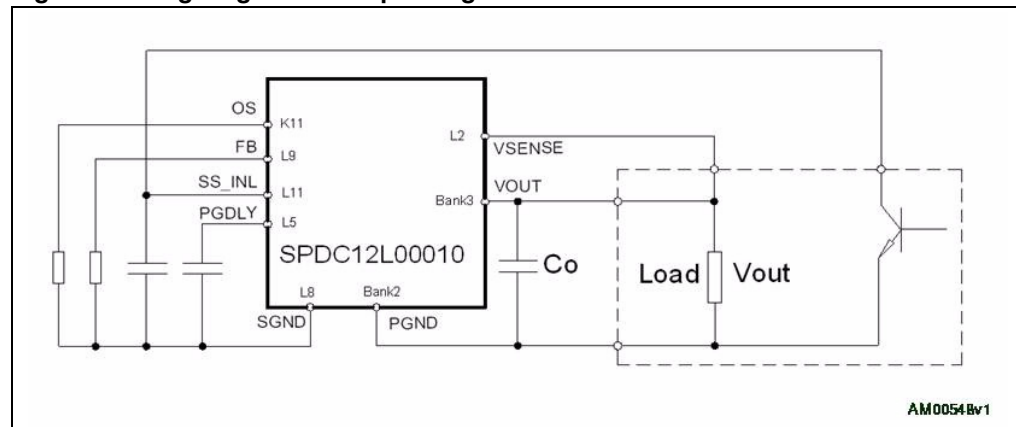 OS
K11
FB
L9
SS_INL
L11
PGDLY
L5
L2
VSENSE
VOUT
Bank3
SPDC12L00010
Co
Load
Vout
L8
Bank2
SGND
PGND